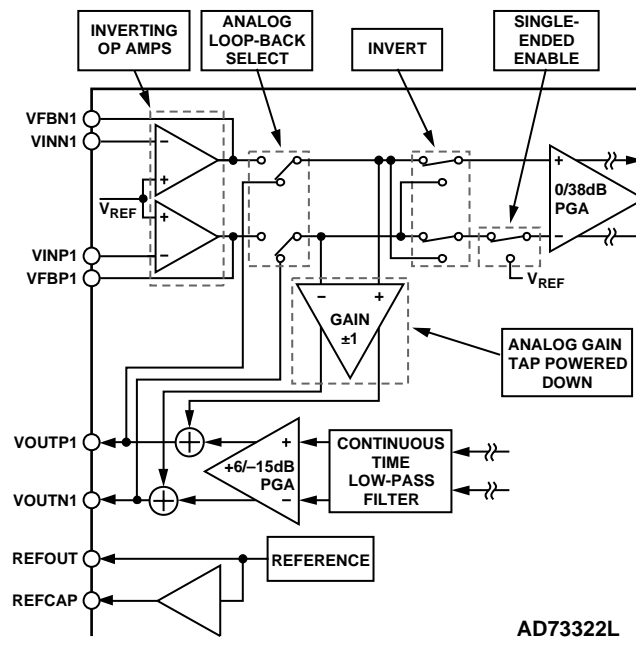 INVERTING
OP AMPS
ANALOG
LOOP-BACK
SELECT
INVERT
SINGLE-
ENDED
ENABLE
VFBN1
VINN1
VREF
VINP1
VFBP1
–
+
+
–
+
0/38dB
PGA
–
VREF
– +
GAIN
±1
ANALOG GAIN
TAP POWERED
DOWN
VOUTP1
VOUTN1
+
+6/–15dB
PGA
–
CONTINUOUS
TIME
LOW-PASS
FILTER
REFOUT
REFERENCE
REFCAP
AD73322L